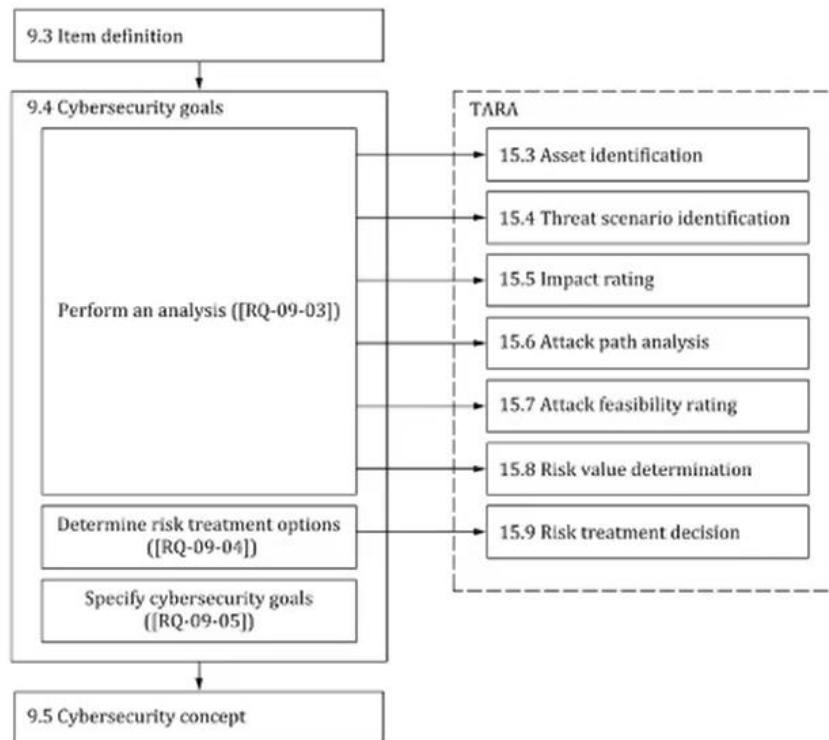 9.3 Item definition
9.4 Cybersecurity goals
Perform an analysis ([RQ-09-03])
Determine risk treatment options
([RQ-09-04])
Specify cybersecurity goals
([RQ-09-05])
9.5 Cybersecurity concept
TARA
15.3 Asset identification
15.4 Threat scenario identification
15.5 Impact rating
15.6 Attack path analysis
15.7 Attack feasibility rating
15.8 Risk value determination
15.9 Risk treatment decision